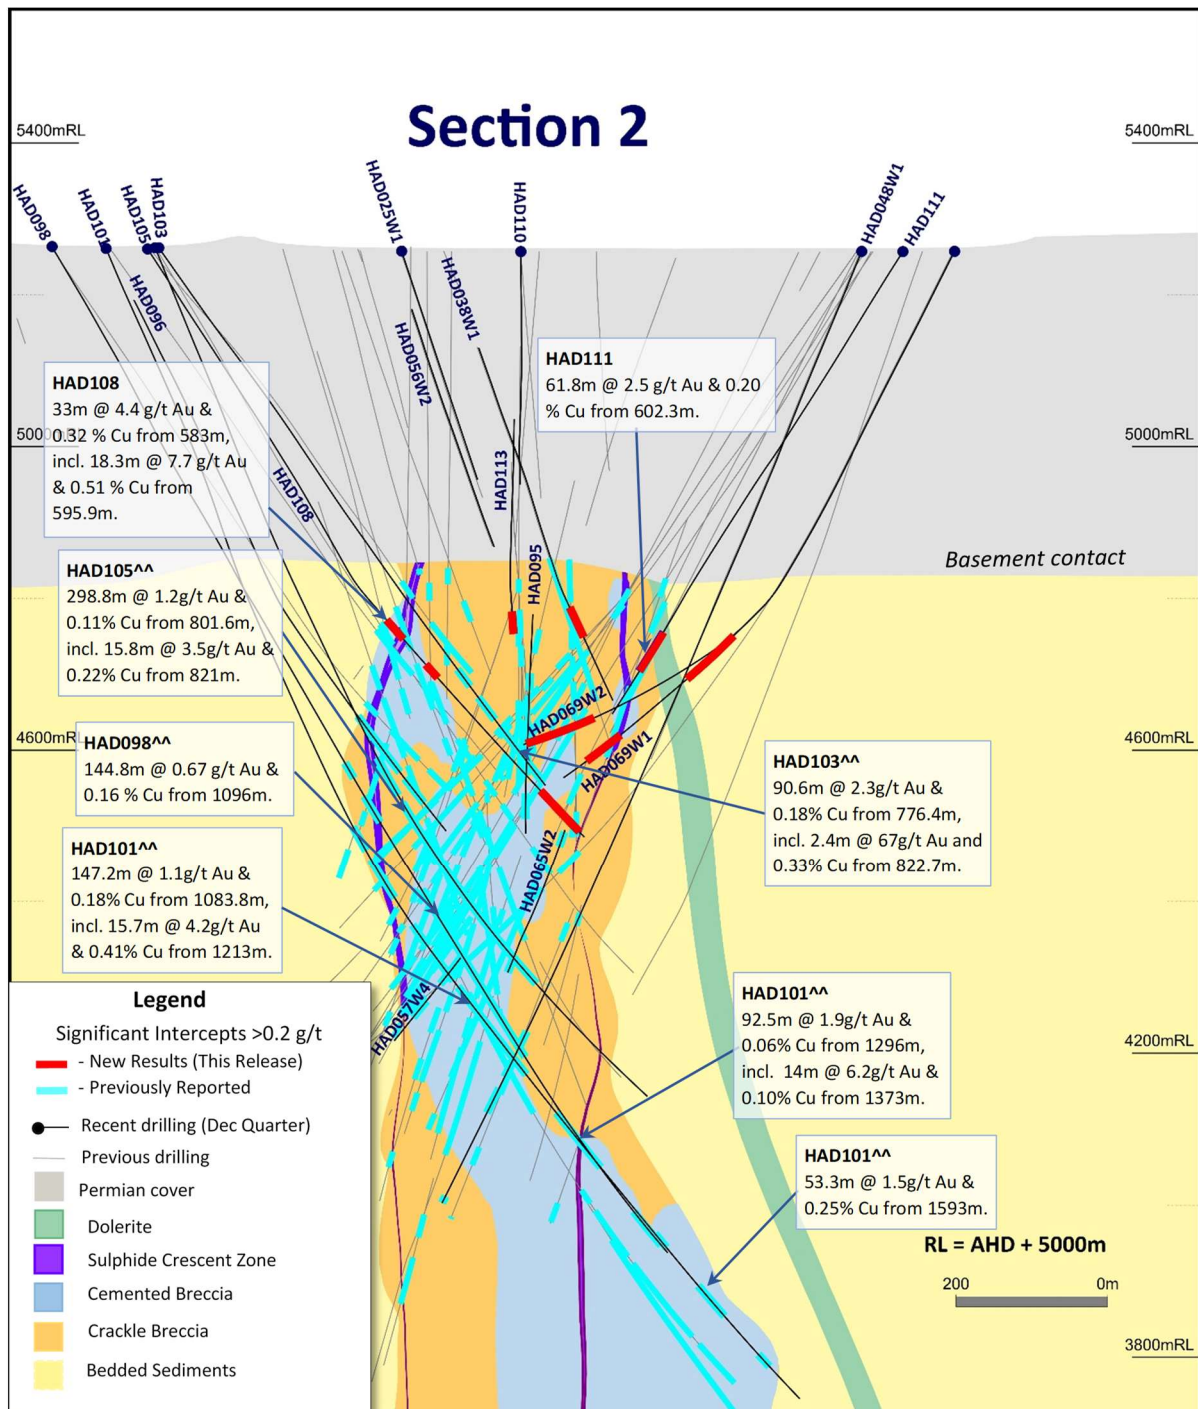 Section 2
5400mRL
5400mRL
HAD098
HAD101
HAD105
HAD103
HAD025W1
HAD110
HAD048W1
HAD111
HAD096
HAD056W2
HAD038W1
HAD111
61.8m @ 2.5 g/t Au & 0.20
% Cu from 602.3m.
HAD108
33m @ 4.4 g/t Au &
0.32 % Cu from 583m,
incl. 18.3m @ 7.7 g/t Au
& 0.51 % Cu from
595.9m.
5000mRL
5000mRL
HAD108
HAD113
HAD095
Basement contact
HAD105^^
298.8m @ 1.2g/t Au &
0.11% Cu from 801.6m,
incl. 15.8m @ 3.5g/t Au &
0.22% Cu from 821m.
HAD069W2
HAD069W1
4600mRL
4600mRL
HAD098^^
144.8m @ 0.67 g/t Au &
0.16 % Cu from 1096m.
HAD103^^
90.6m @ 2.3g/t Au &
0.18% Cu from 776.4m,
incl. 2.4m @ 67g/t Au and
0.33% Cu from 822.7m.
HAD101^^
147.2m @ 1.1g/t Au &
0.18% Cu from 1083.8m,
incl. 15.7m @ 4.2g/t Au
& 0.41% Cu from 1213m.
HAD065W2
HAD057W4
HAD101^^
92.5m @ 1.9g/t Au &
0.06% Cu from 1296m,
incl. 14m @ 6.2g/t Au &
0.10% Cu from 1373m.
4200mRL
HAD101^^
53.3m @ 1.5g/t Au &
0.25% Cu from 1593m.
RL = AHD + 5000m
200 0m
3800mRL
Legend
Significant Intercepts >0.2 g/t
- New Results (This Release)
- Previously Reported
Recent drilling (Dec Quarter)
Previous drilling
Permian cover
Dolerite
Sulphide Crescent Zone
Cemented Breccia
Crackle Breccia
Bedded Sediments